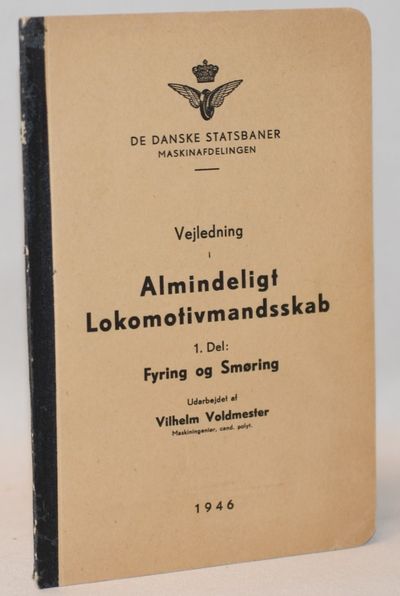 DE DANSKE STATSBANER
MASKINAFDELINGEN
Vejledning
i
Almindeligt
Lokomotivmandsskab
1. Del:
Fyring og Smøring
Udarbejdet af
Vilhelm Voldmester
Maskiningeniør, cand. polyt.
1946